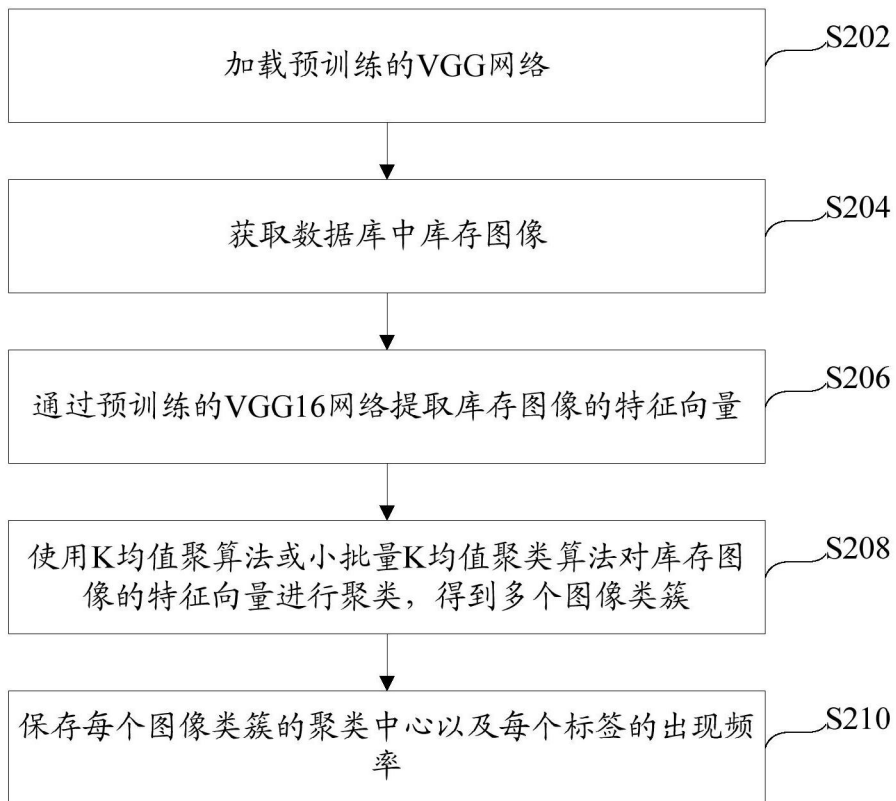 加载预训练的VGG网络
S202
获取数据库中库存图像
S204
通过预训练的VGG16网络提取库存图像的特征向量
S206
使用K均值聚算法或小批量K均值聚类算法对库存图
像的特征向量进行聚类，得到多个图像类簇
S208
保存每个图像类簇的聚类中心以及每个标签的出现频
率
S210